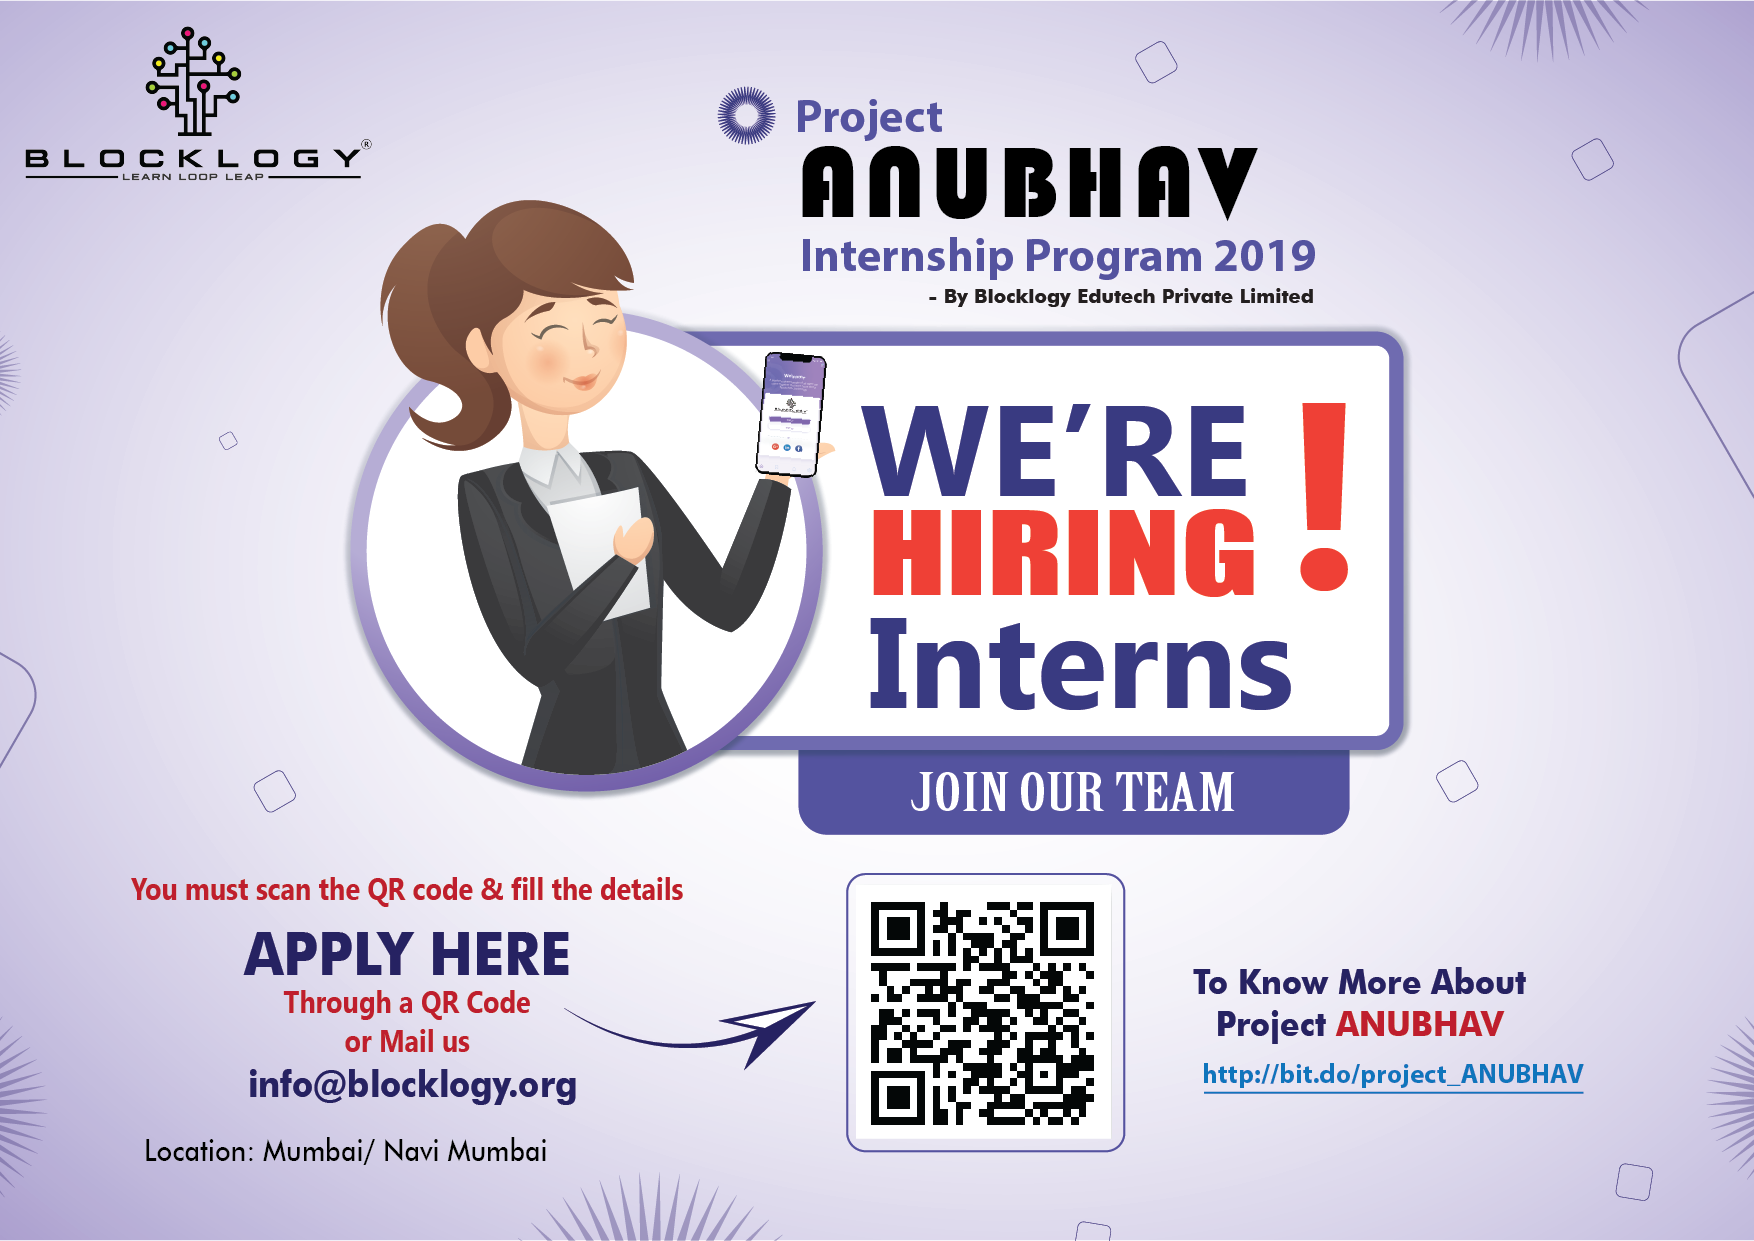 BLOCKLOGY®
LEARN LOOP LEAP
Project
ANUBHAV
Internship Program 2019
- By Blocklogy Edutech Private Limited
Welcome
BLOCKLOGY
WE'RE
HIRING!
Interns
JOIN OUR TEAM
You must scan the QR code & fill the details
APPLY HERE
Through a QR Code
or Mail us
info@blocklogy.org
Location: Mumbai/ Navi Mumbai
To Know More About
Project ANUBHAV
http://bit.do/project_ANUBHAV